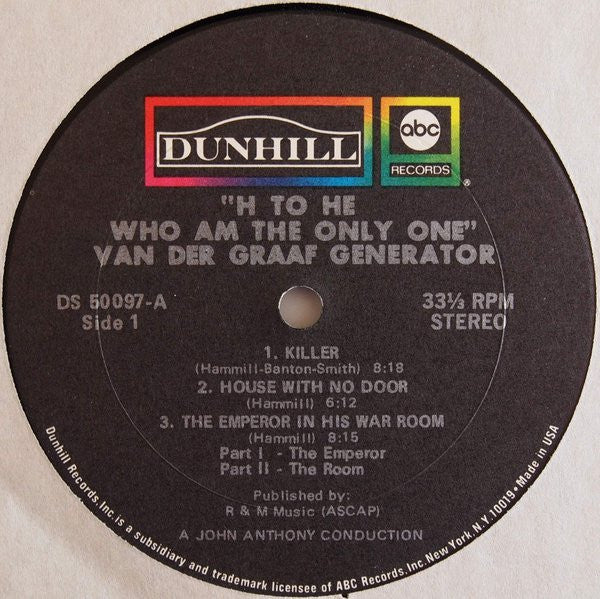 DUNHILL
abc
RECORDS
®
"H TO HE
WHO AM THE ONLY ONE"
VAN DER GRAAF GENERATOR
DS 50097-A
Side 1
33⅓ RPM
STEREO
1. KILLER
(Hammill-Banton-Smith) 8:18
2. HOUSE WITH NO DOOR
(Hammill) 6:12
3. THE EMPEROR IN HIS WAR ROOM
(Hammill) 8:15
Part I - The Emperor
Part II - The Room
Published by:
R & M Music (ASCAP)
A JOHN ANTHONY CONDUCTION
Dunhill Records, Inc. is a subsidiary and trademark licensee of ABC Records, Inc. New York, N.Y. 10019 • Made in USA